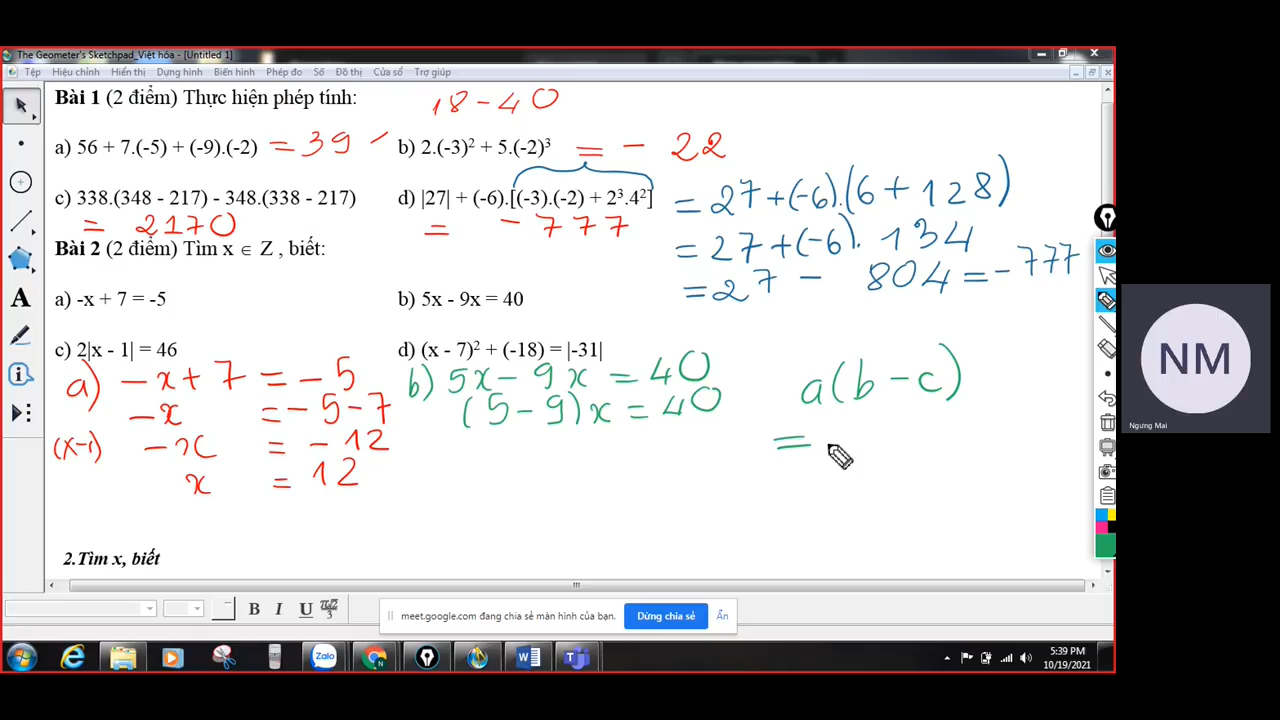 The Geometer's Sketchpad_Việt hóa - [Untitled 1]
Tệp Hiệu chỉnh Hiển thị Dựng hình Biến hình Phép đo Số Đồ thị Cửa sổ Trợ giúp
Bài 1 (2 điểm) Thực hiện phép tính:
18 - 40
a) 56 + 7.(-5) + (-9).(-2) = 39
b) 2.(-3)² + 5.(-2)³ = - 22
c) 338.(348 - 217) - 348.(338 - 217)
= 2170
d) |27| + (-6).[(-3).(-2) + 2³.4²]
= - 777
= 27 + (-6).(6 + 128)
= 27 + (-6). 134
= 27 - 804 = - 777
Bài 2 (2 điểm) Tìm x ∈ Z , biết:
a) -x + 7 = -5
b) 5x - 9x = 40
c) 2|x - 1| = 46
d) (x - 7)² + (-18) = |-31|
a) -x + 7 = - 5
-x = - 5 - 7
(x-1) -x = - 12
x = 12
b) 5x - 9x = 40
(5 - 9)x = 40
a(b - c)
=
2.Tìm x, biết
B I U
meet.google.com đang chia sẻ màn hình của bạn. Dừng chia sẻ Ẩn
Zalo
5:39 PM
10/19/2021
NM
Ngưng Mai